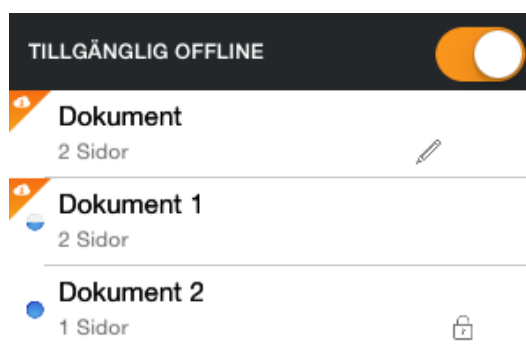 TILLGÄNGLIG OFFLINE
Dokument
2 Sidor
Dokument 1
2 Sidor
Dokument 2
1 Sidor